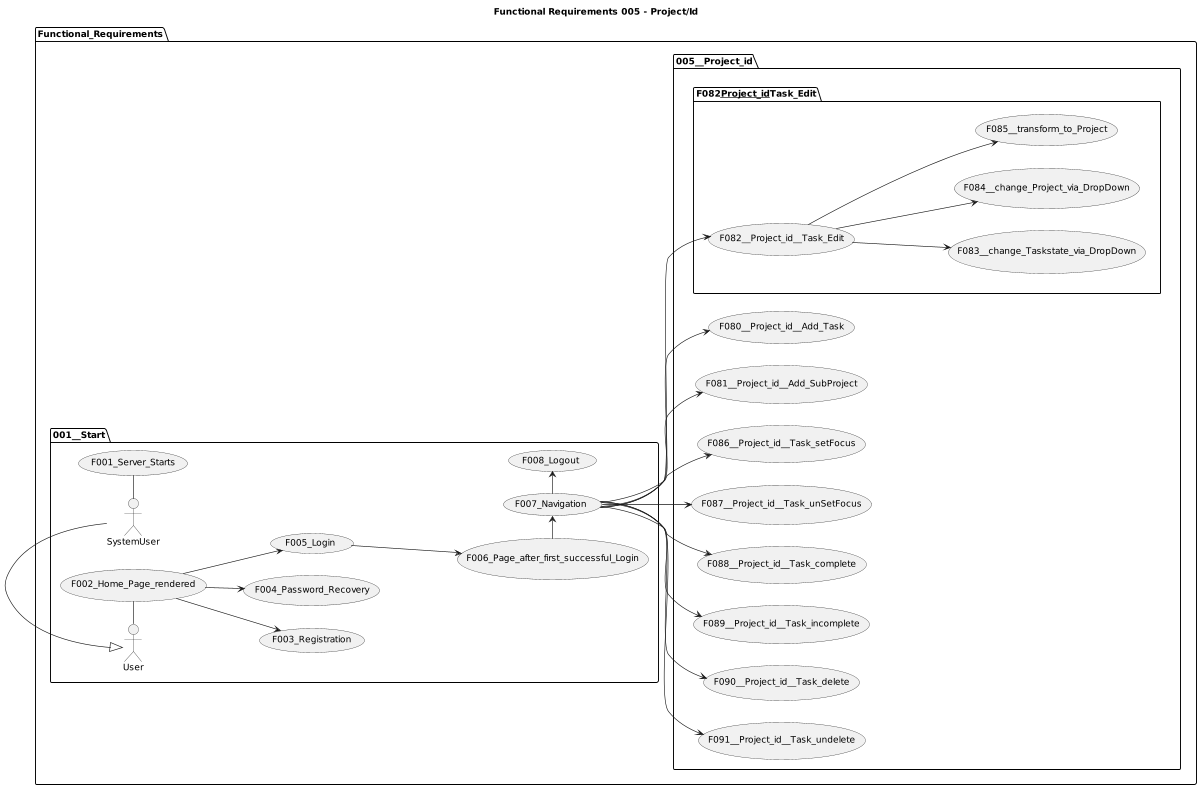 Functional Requirements 005 - Project/Id
Functional_Requirements
005__Project_id
F082Project_idTask_Edit
F085__transform_to_Project
F084__change_Project_via_DropDown
F082__Project_id__Task_Edit
F083__change_Taskstate_via_DropDown
F080__Project_id__Add_Task
F081__Project_id__Add_SubProject
F086__Project_id__Task_setFocus
F087__Project_id__Task_unSetFocus
F088__Project_id__Task_complete
F089__Project_id__Task_incomplete
F090__Project_id__Task_delete
F091__Project_id__Task_undelete
001__Start
F001_Server_Starts
F008_Logout
F007_Navigation
SystemUser
F005_Login
F006_Page_after_first_successful_Login
F002_Home_Page_rendered
F004_Password_Recovery
F003_Registration
User